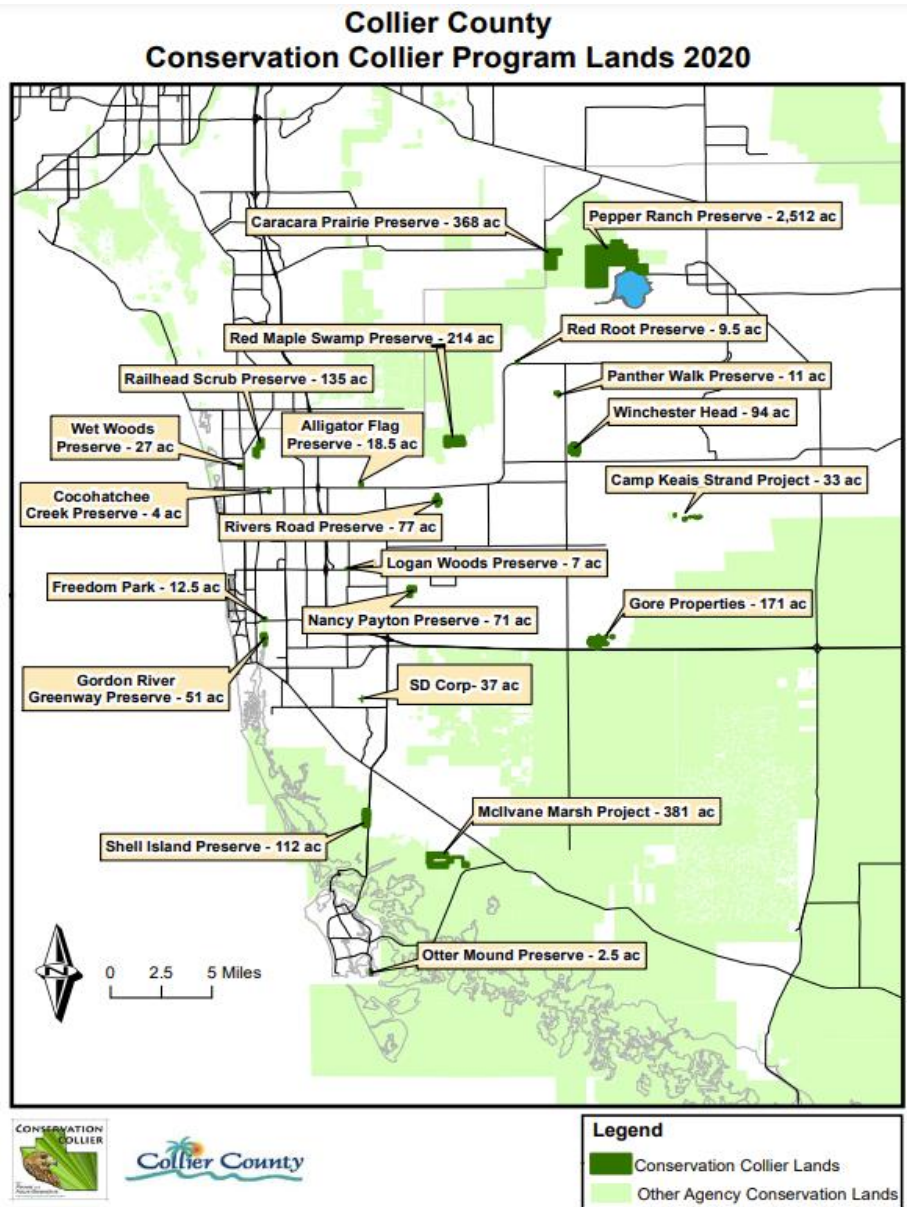 Collier County
Conservation Collier Program Lands 2020
Caracara Prairie Preserve - 368 ac
Pepper Ranch Preserve - 2,512 ac
Red Maple Swamp Preserve - 214 ac
Red Root Preserve - 9.5 ac
Railhead Scrub Preserve - 135 ac
Panther Walk Preserve - 11 ac
Wet Woods
Preserve - 27 ac
Alligator Flag
Preserve - 18.5 ac
Winchester Head - 94 ac
Cocohatchee
Creek Preserve - 4 ac
Camp Keais Strand Project - 33 ac
Rivers Road Preserve - 77 ac
Logan Woods Preserve - 7 ac
Freedom Park - 12.5 ac
Nancy Payton Preserve - 71 ac
Gore Properties - 171 ac
Gordon River
Greenway Preserve - 51 ac
SD Corp- 37 ac
McIlvane Marsh Project - 381 ac
Shell Island Preserve - 112 ac
Otter Mound Preserve - 2.5 ac
N
0 2.5 5 Miles
CONSERVATION
COLLIER
Collier County
Legend
Conservation Collier Lands
Other Agency Conservation Lands